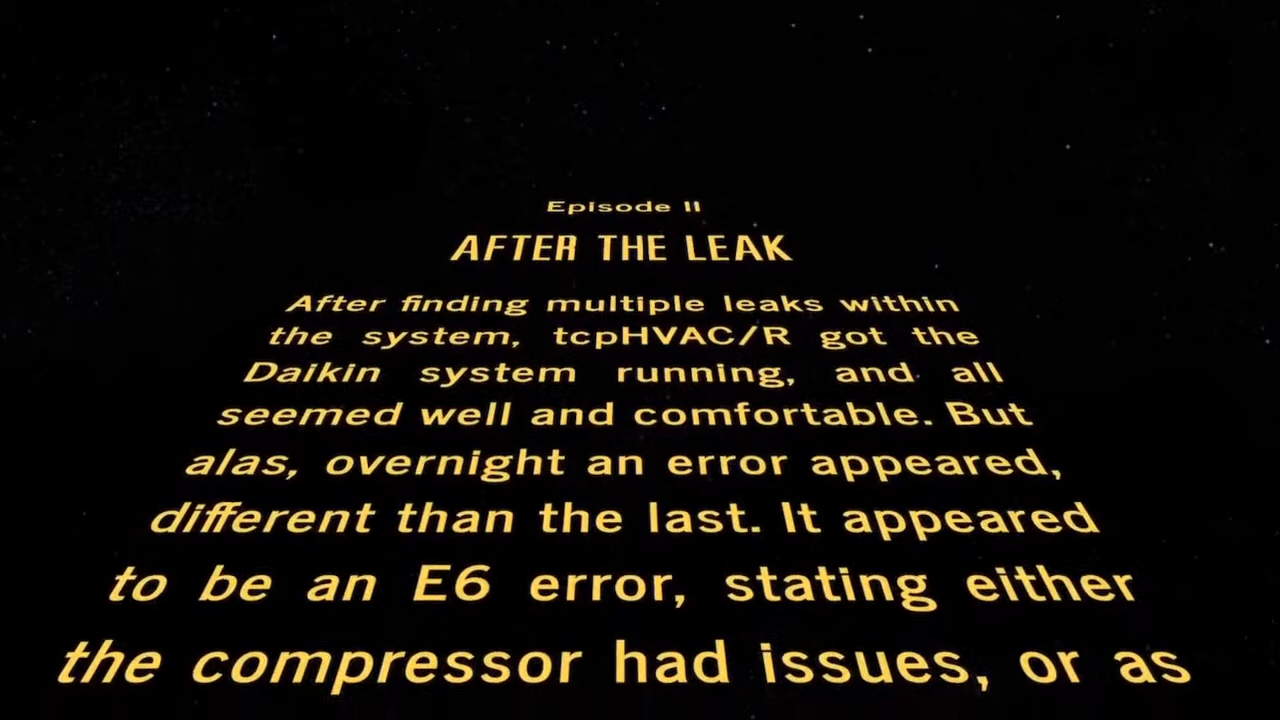 Episode II
AFTER THE LEAK
After finding multiple leaks within
the system, tcpHVAC/R got the
Daikin system running, and all
seemed well and comfortable. But
alas, overnight an error appeared,
different than the last. It appeared
to be an E6 error, stating either
the compressor had issues, or as